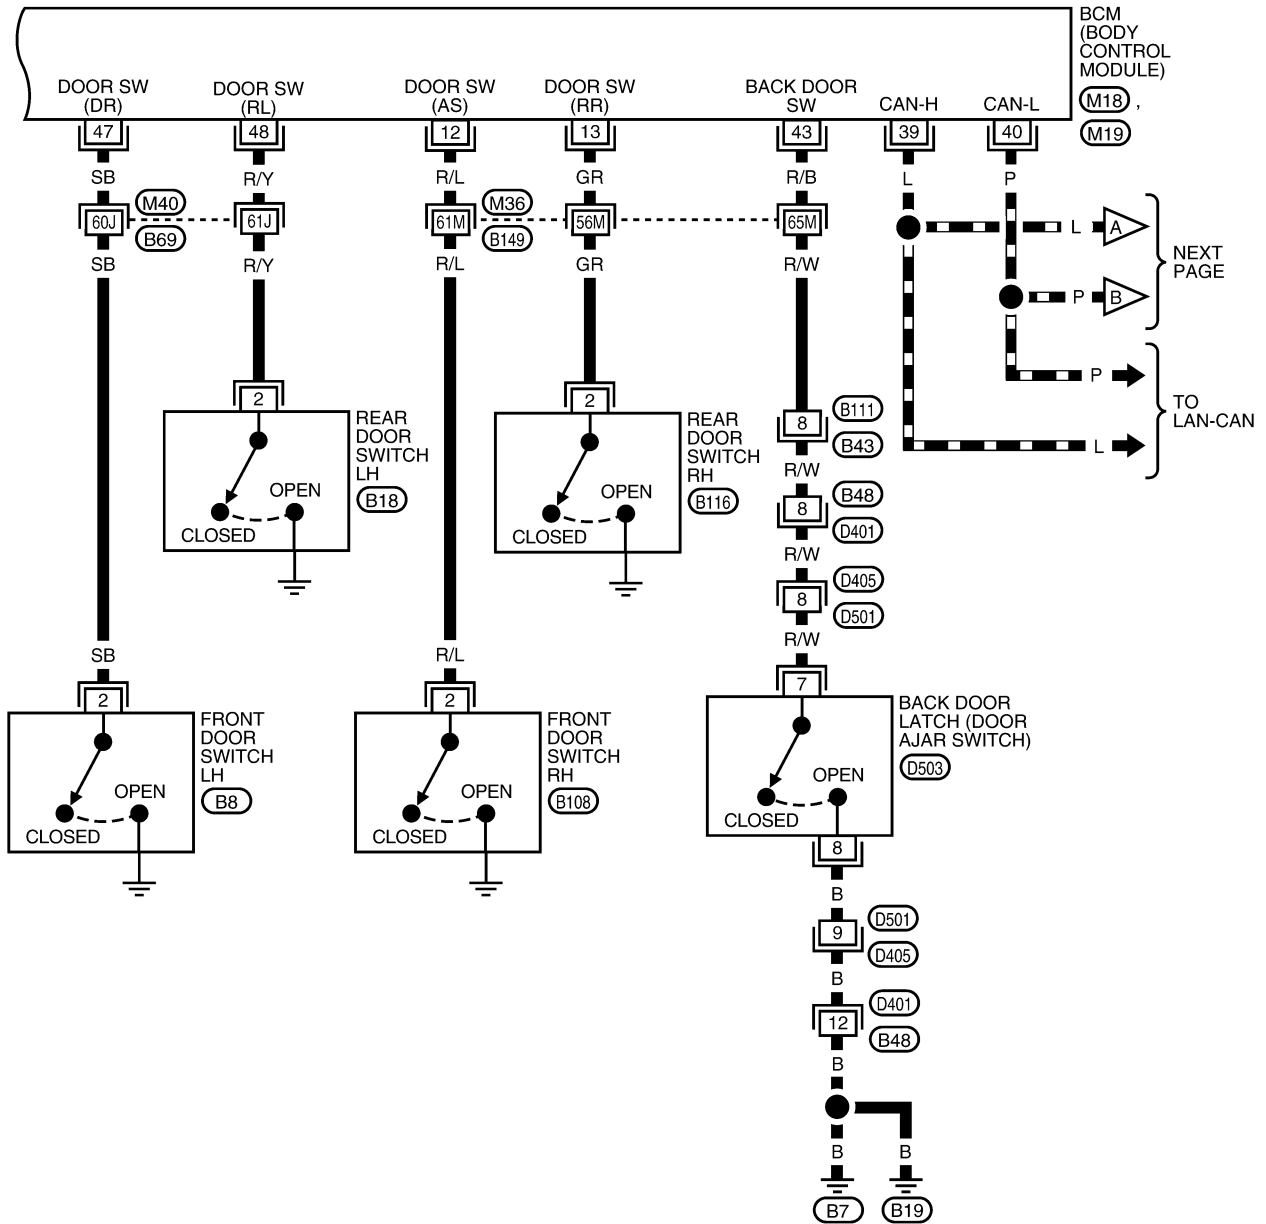 BCM
(BODY
CONTROL
MODULE)
M18 ,
M19
DOOR SW
(DR)
DOOR SW
(RL)
DOOR SW
(AS)
DOOR SW
(RR)
BACK DOOR
SW
CAN-H
CAN-L
47
48
12
13
43
39
40
SB
R/Y
R/L
GR
R/B
L
P
60J
M40
B69
61J
61M
M36
B149
56M
65M
L
A
P
B
NEXT
PAGE
SB
R/Y
R/L
GR
R/W
P
L
TO
LAN-CAN
2
REAR
DOOR
SWITCH
LH
B18
OPEN
CLOSED
2
REAR
DOOR
SWITCH
RH
B116
OPEN
CLOSED
8
B111
B43
R/W
8
B48
D401
R/W
8
D405
D501
R/W
SB
R/L
2
FRONT
DOOR
SWITCH
LH
B8
OPEN
CLOSED
2
FRONT
DOOR
SWITCH
RH
B108
OPEN
CLOSED
7
BACK DOOR
LATCH (DOOR
AJAR SWITCH)
D503
OPEN
CLOSED
8
B
9
D501
D405
B
12
D401
B48
B
B
B
B7
B19